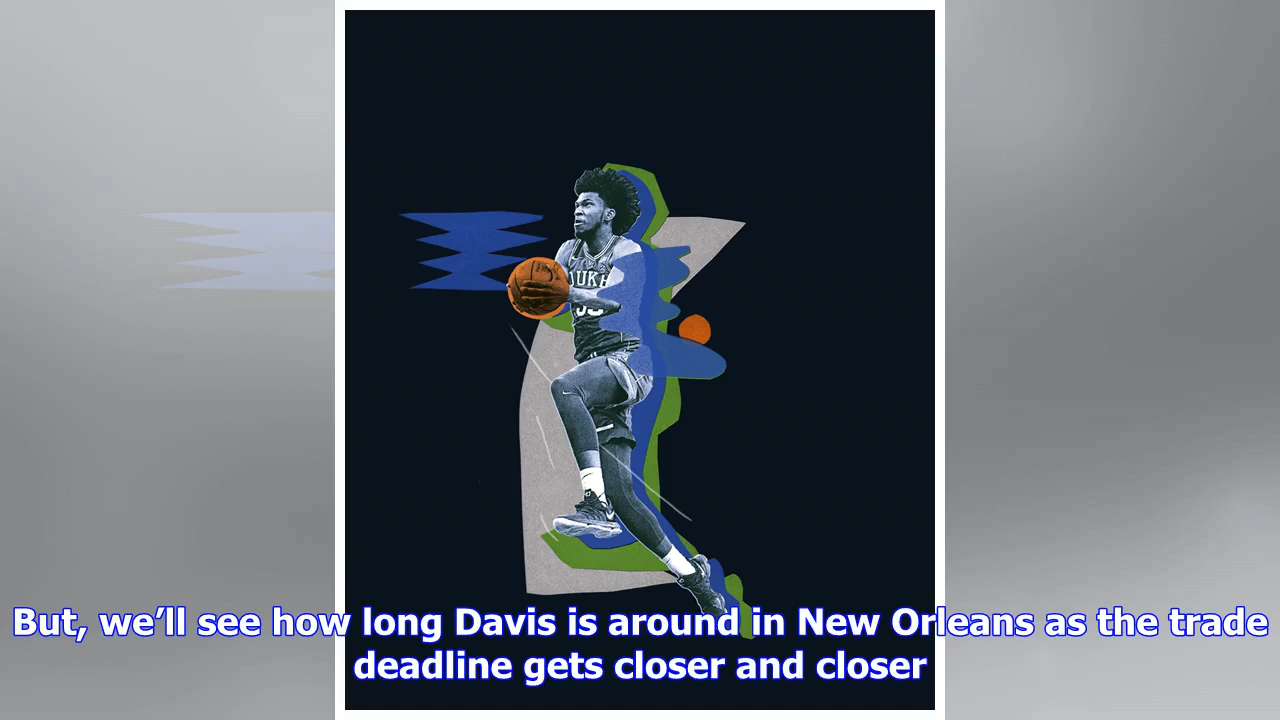 DUKE
But, we’ll see how long Davis is around in New Orleans as the trade
deadline gets closer and closer